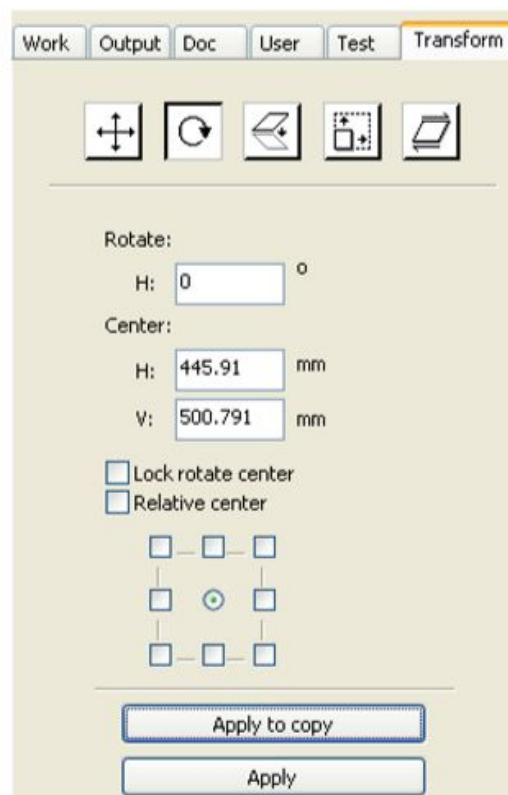 Work Output Doc User Test Transform
Rotate:
H: 0 °
Center:
H: 445.91 mm
V: 500.791 mm
Lock rotate center
Relative center
Apply to copy
Apply